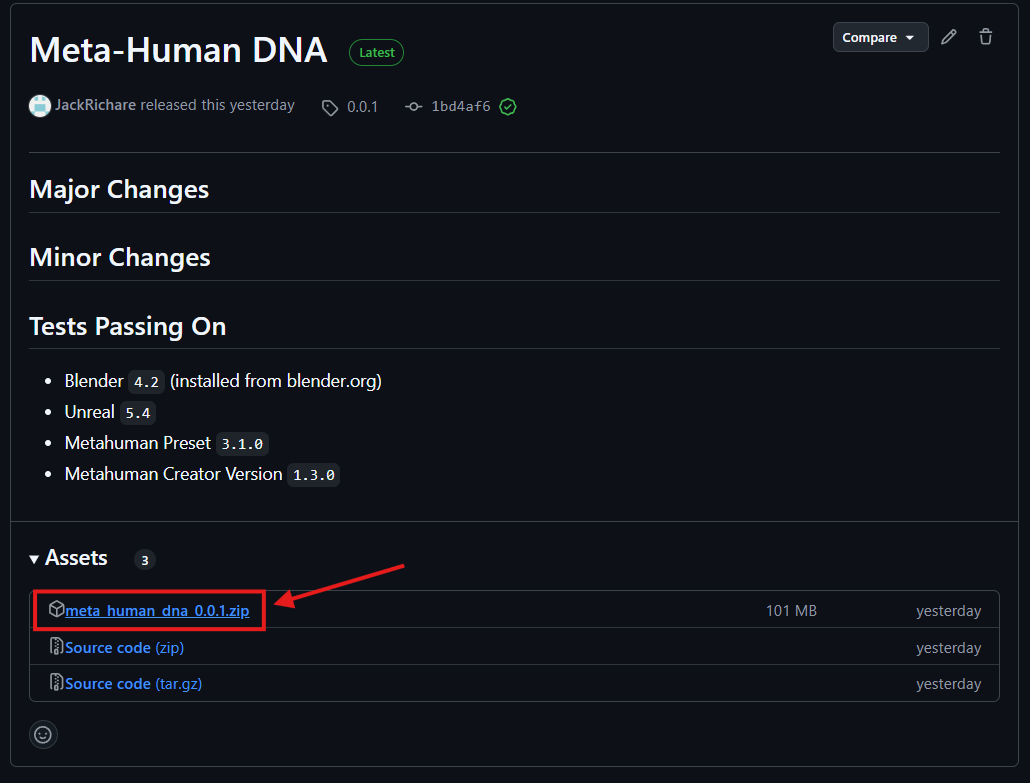 Meta-Human DNA Latest Compare
JackRichare released this yesterday 0.0.1 1bd4af6
Major Changes
Minor Changes
Tests Passing On
Blender 4.2 (installed from blender.org)
Unreal 5.4
Metahuman Preset 3.1.0
Metahuman Creator Version 1.3.0
Assets 3
meta_human_dna_0.0.1.zip 101 MB yesterday
Source code (zip) yesterday
Source code (tar.gz) yesterday